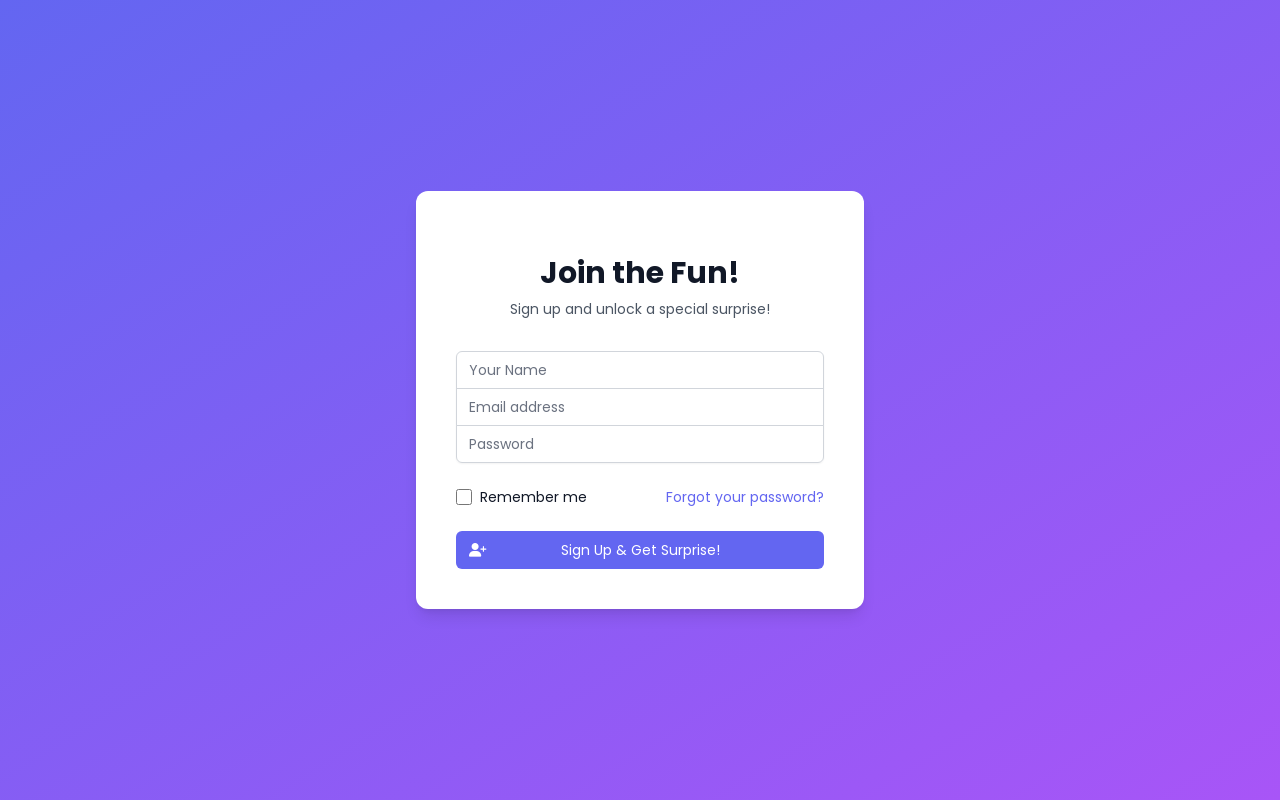 Join the Fun!
Sign up and unlock a special surprise!
Your Name
Email address
Password
Remember me
Forgot your password?
Sign Up & Get Surprise!